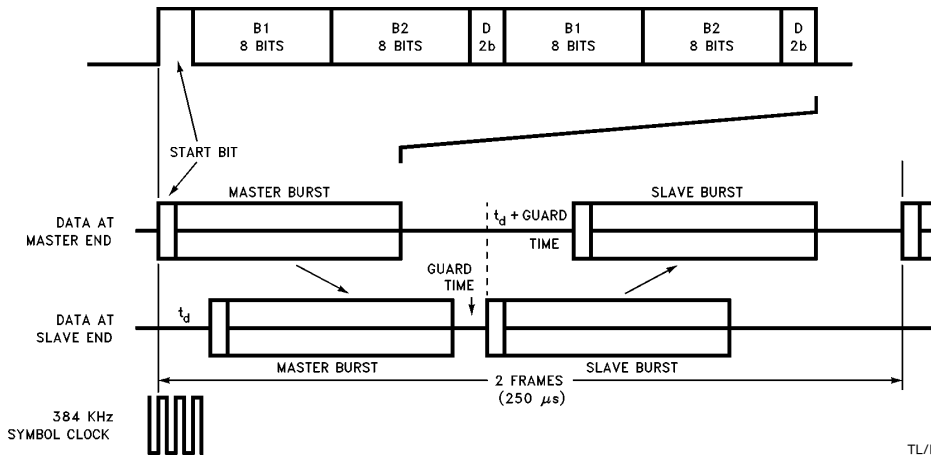 B1
8 BITS
B2
8 BITS
D
2b
B1
8 BITS
B2
8 BITS
D
2b
START BIT
MASTER BURST
SLAVE BURST
DATA AT
MASTER END
td + GUARD
TIME
GUARD
TIME
DATA AT
SLAVE END
td
MASTER BURST
SLAVE BURST
2 FRAMES
(250 μs)
384 KHz
SYMBOL CLOCK